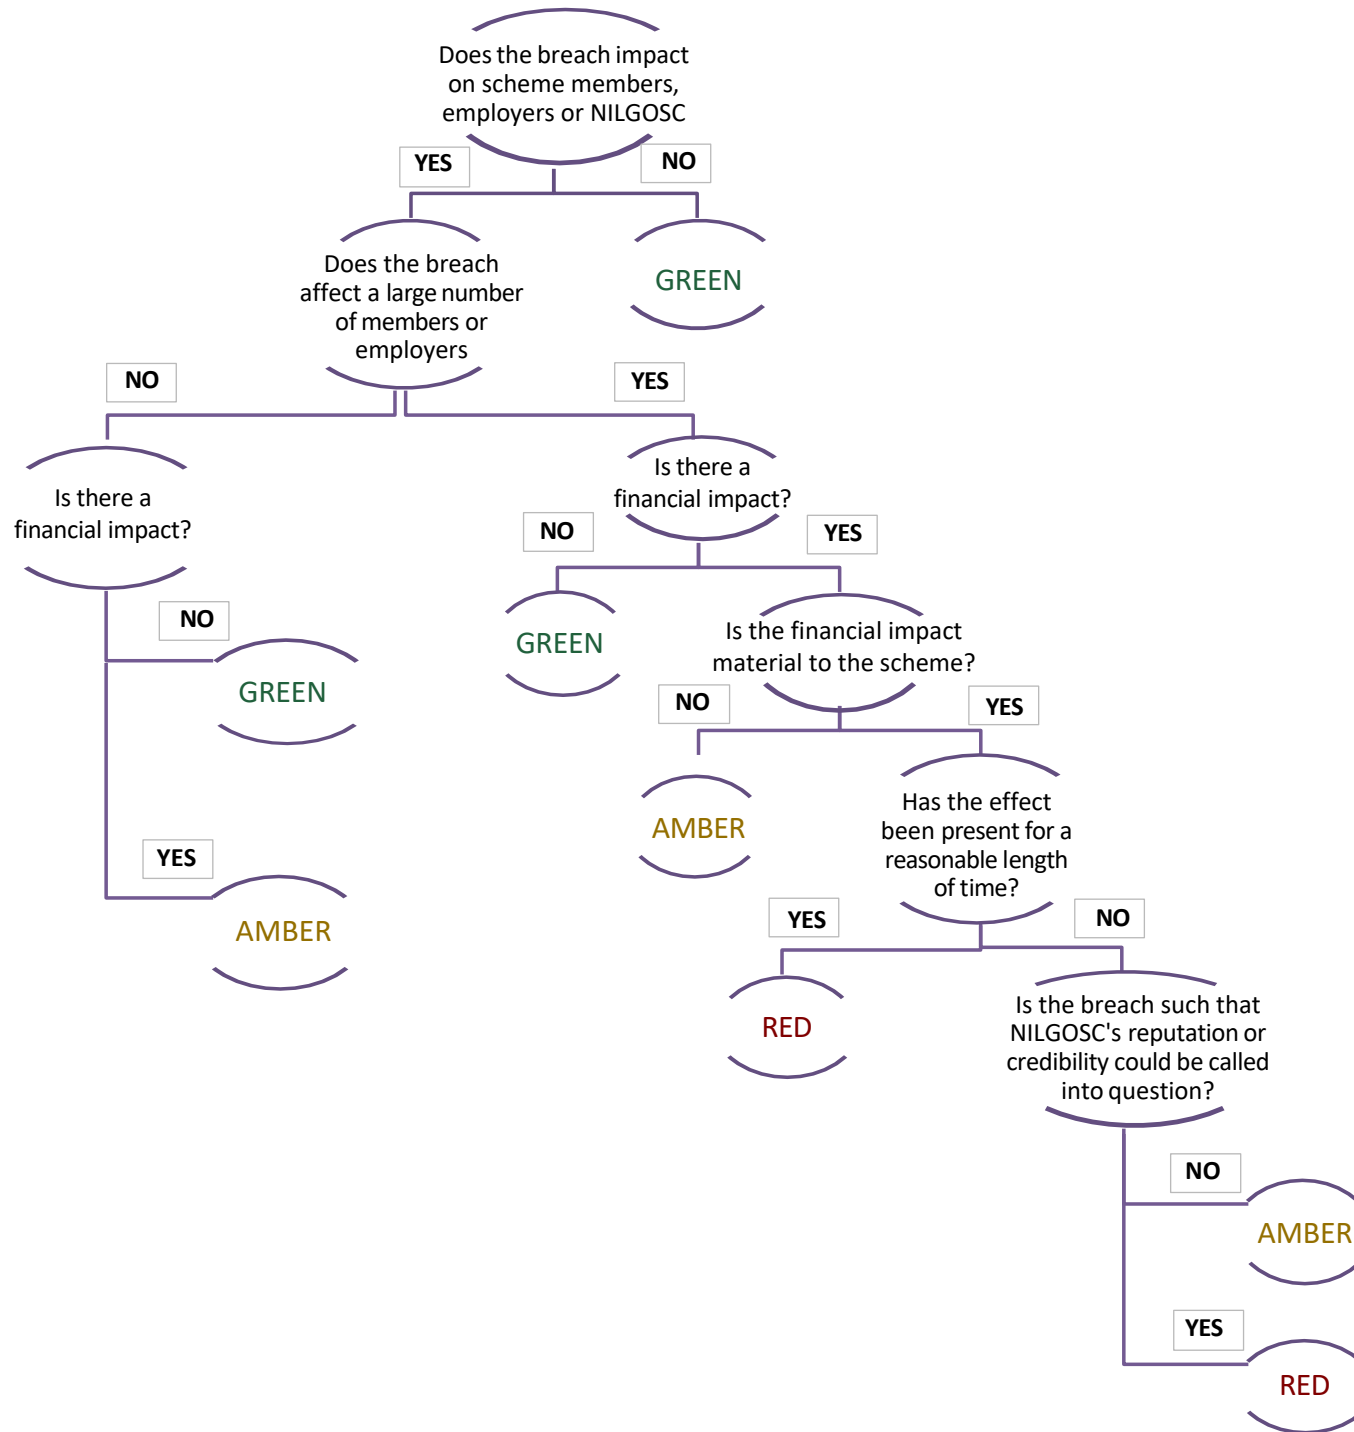 Does the breach impact
on scheme members,
employers or NILGOSC
YES
NO
Does the breach
affect a large number
of members or
employers
GREEN
NO
YES
Is there a
financial impact?
Is there a
financial impact?
NO
YES
NO
GREEN
Is the financial impact
material to the scheme?
GREEN
NO
YES
AMBER
Has the effect
been present for a
reasonable length
of time?
YES
AMBER
YES
NO
RED
Is the breach such that
NILGOSC's reputation or
credibility could be called
into question?
NO
AMBER
YES
RED